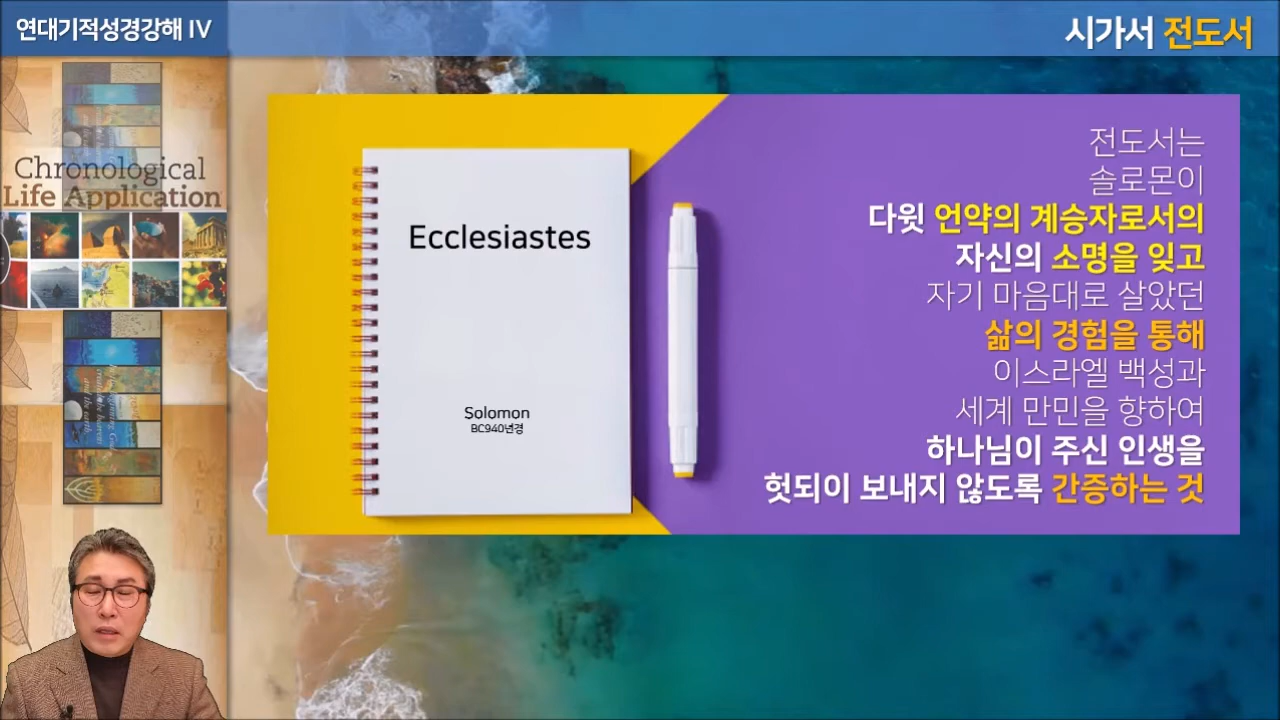 연대기적성경강해 IV
시가서 전도서
Chronological
Life Application
Ecclesiastes
Solomon
BC940년경
전도서는
솔로몬이
다윗 언약의 계승자로서의
자신의 소명을 잊고
자기 마음대로 살았던
삶의 경험을 통해
이스라엘 백성과
세계 만민을 향하여
하나님이 주신 인생을
헛되이 보내지 않도록 간증하는 것